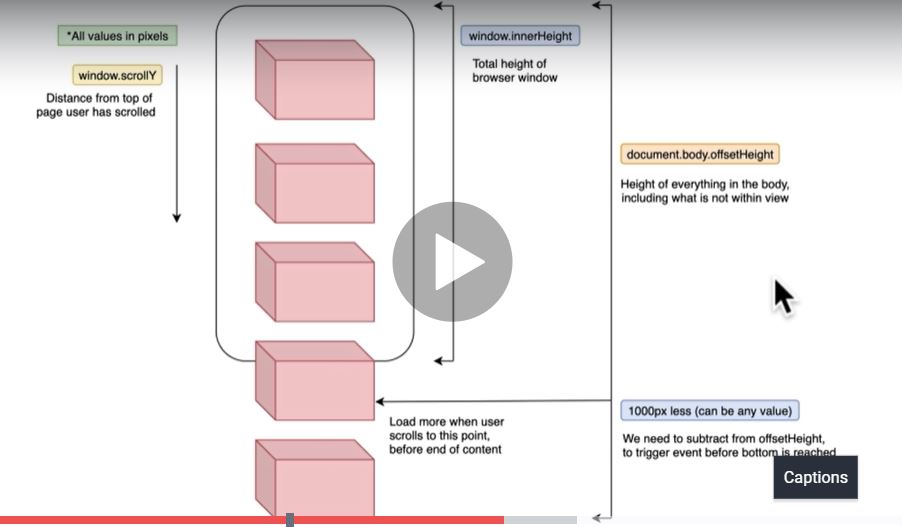 *All values in pixels
window.scrollY
Distance from top of
page user has scrolled
window.innerHeight
Total height of
browser window
document.body.offsetHeight
Height of everything in the body,
including what is not within view
Load more when user
scrolls to this point,
before end of content
1000px less (can be any value)
We need to subtract from offsetHeight,
to trigger event before bottom is reached
Captions